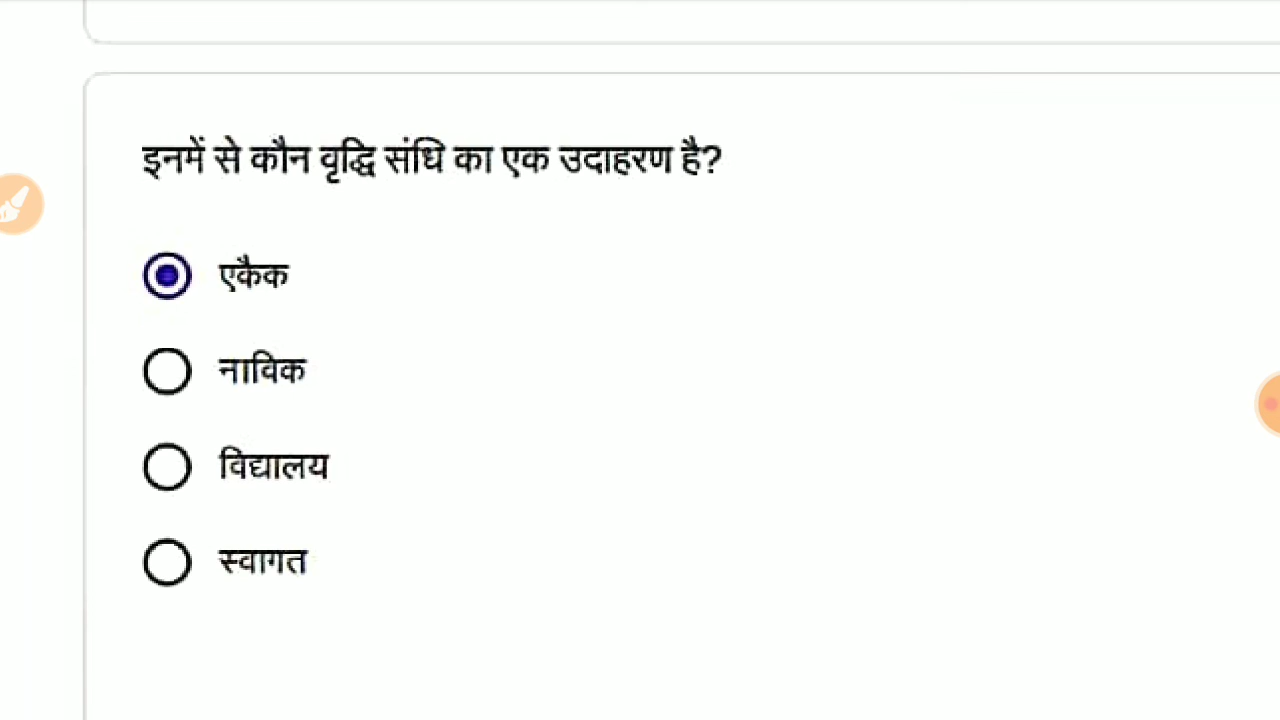 इनमें से कौन वृद्धि संधि का एक उदाहरण है?
एकैक
नाविक
विद्यालय
स्वागत